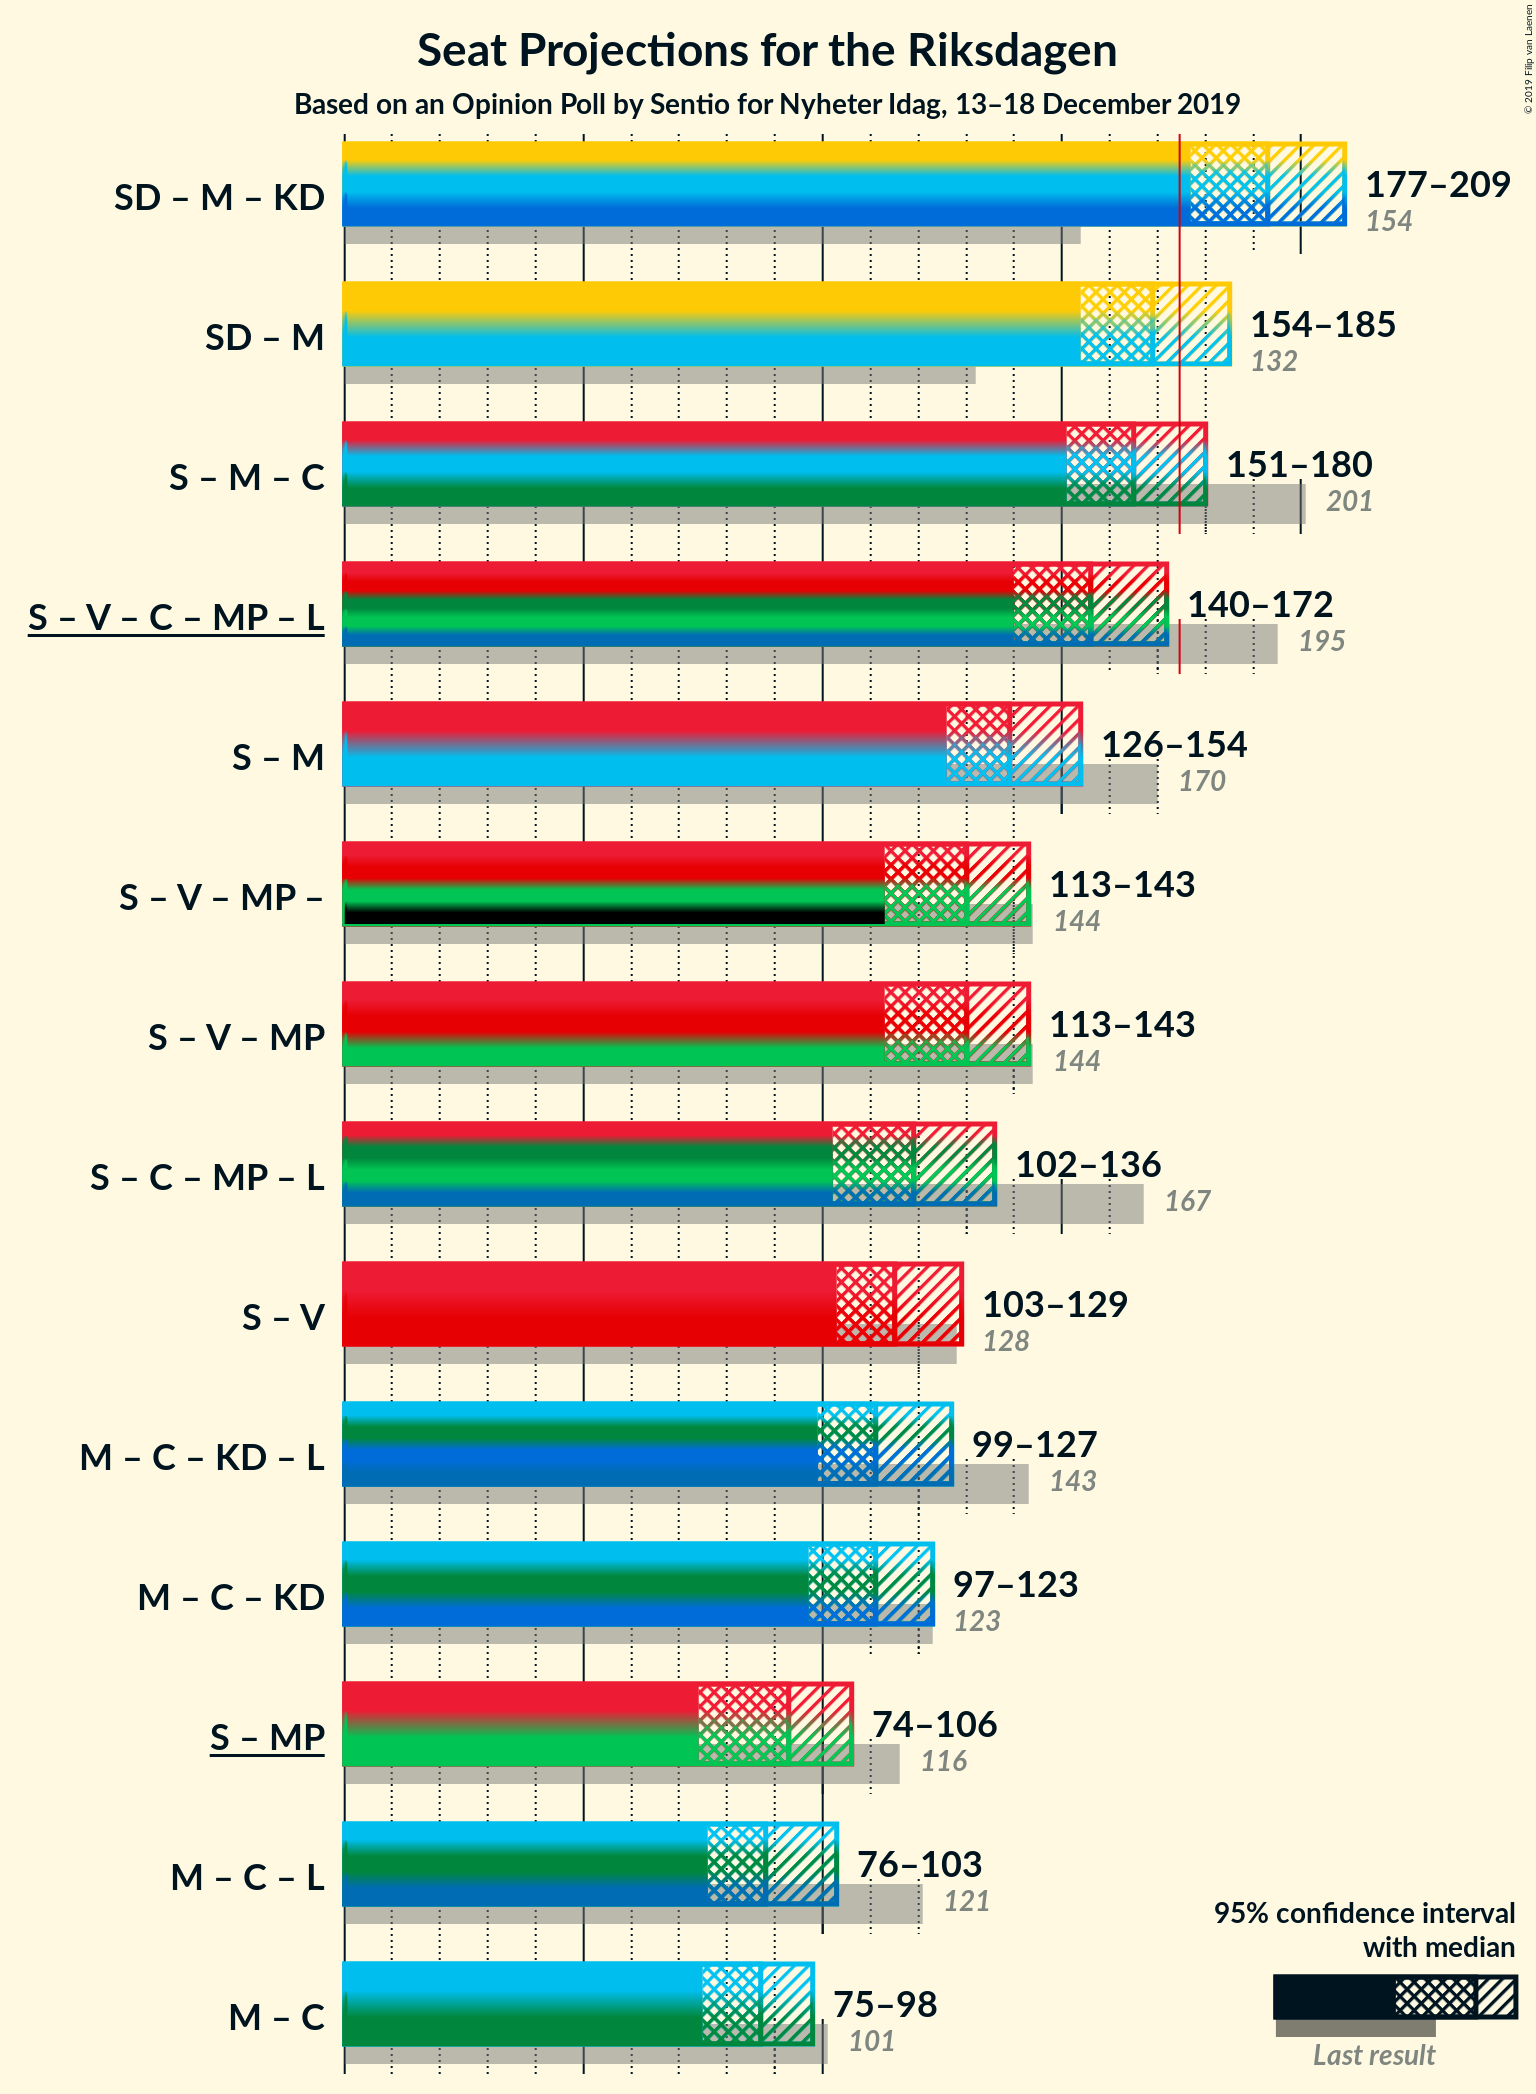 © 2019 Filip van Laenen
Seat Projections for the Riksdagen
Based on an Opinion Poll by Sentio for Nyheter Idag, 13–18 December 2019
SD – M – KD
177–209
154
SD – M
154–185
132
S – M – C
151–180
201
S – V – C – MP – L
140–172
195
S – M
126–154
170
S – V – MP –
113–143
144
S – V – MP
113–143
144
S – C – MP – L
102–136
167
S – V
103–129
128
M – C – KD – L
99–127
143
M – C – KD
97–123
123
S – MP
74–106
116
M – C – L
76–103
121
M – C
75–98
101
95% confidence interval
with median
Last result